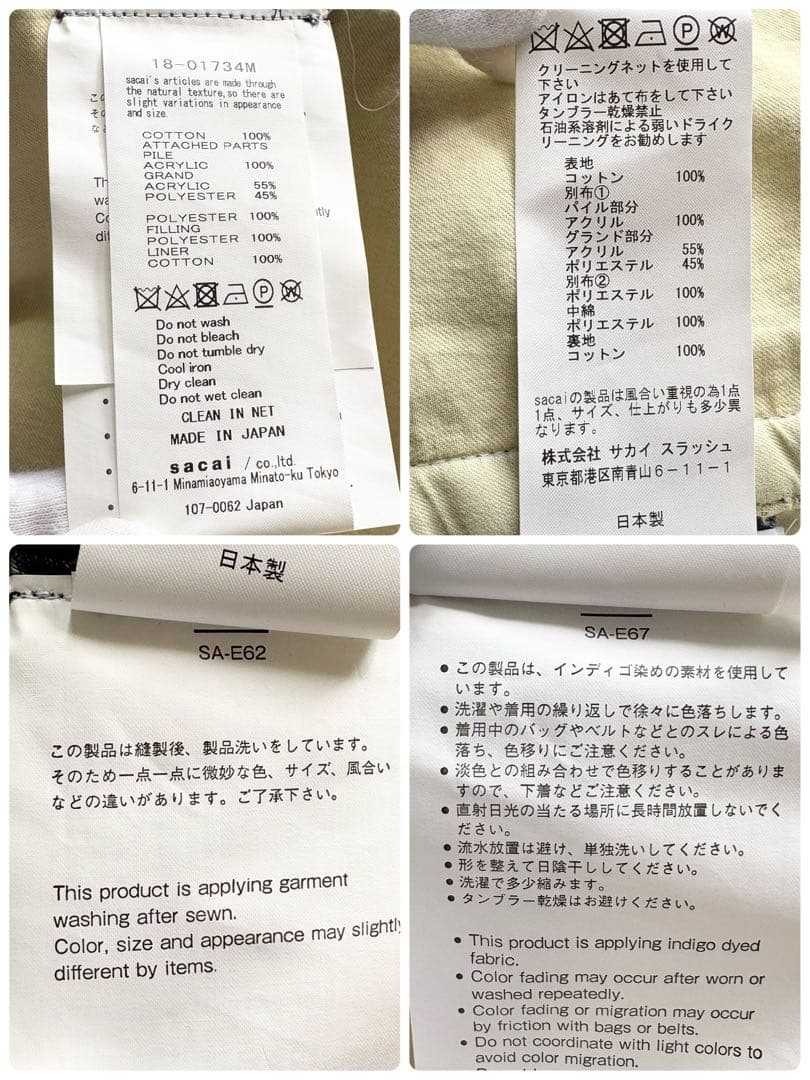 18-01734M
sacai's articles are made through
the natural texture, so there are
slight variations in appearance
and size.
COTTON 100%
ATTACHED PARTS
PILE
ACRYLIC 100%
GRAND
ACRYLIC 55%
POLYESTER 45%
POLYESTER 100%
FILLING
POLYESTER 100%
LINER
COTTON 100%
Do not wash
Do not bleach
Do not tumble dry
Cool iron
Dry clean
Do not wet clean
CLEAN IN NET
MADE IN JAPAN
sacai / co.,ltd.
6-11-1 Minamiaoyama Minato-ku Tokyo
107-0062 Japan
クリーニングネットを使用して
下さい
アイロンはあて布をして下さい
タンブラー乾燥禁止
石油系溶剤による弱いドライク
リーニングをお勧めします
表地
コットン 100%
別布①
パイル部分
アクリル 100%
グランド部分
アクリル 55%
ポリエステル 45%
別布②
ポリエステル 100%
中綿
ポリエステル 100%
裏地
コットン 100%
sacaiの製品は風合い重視の為1点
1点、サイズ、仕上がりも多少異
なります。
株式会社 サカイ スラッシュ
東京都港区南青山6-11-1
日本製
日本製
SA-E62
この製品は縫製後、製品洗いをしています。
そのため一点一点に微妙な色、サイズ、風合い
などの違いがあります。ご了承下さい。
This product is applying garment
washing after sewn.
Color, size and appearance may slightly
different by items.
SA-E67
• この製品は、インディゴ染めの素材を使用して
います。
• 洗濯や着用の繰り返しで徐々に色落ちします。
• 着用中のバッグやベルトなどとのスレによる色
落ち、色移りにご注意ください。
• 淡色との組み合わせで色移りすることがありま
すので、下着などご注意ください。
• 直射日光の当たる場所に長時間放置しないでく
ださい。
• 流水放置は避け、単独洗いしてください。
• 形を整えて日陰干ししてください。
• 洗濯で多少縮みます。
• タンブラー乾燥はお避けください。
• This product is applying indigo dyed
fabric.
• Color fading may occur after worn or
washed repeatedly.
• Color fading or migration may occur
by friction with bags or belts.
• Do not coordinate with light colors to
avoid color migration.